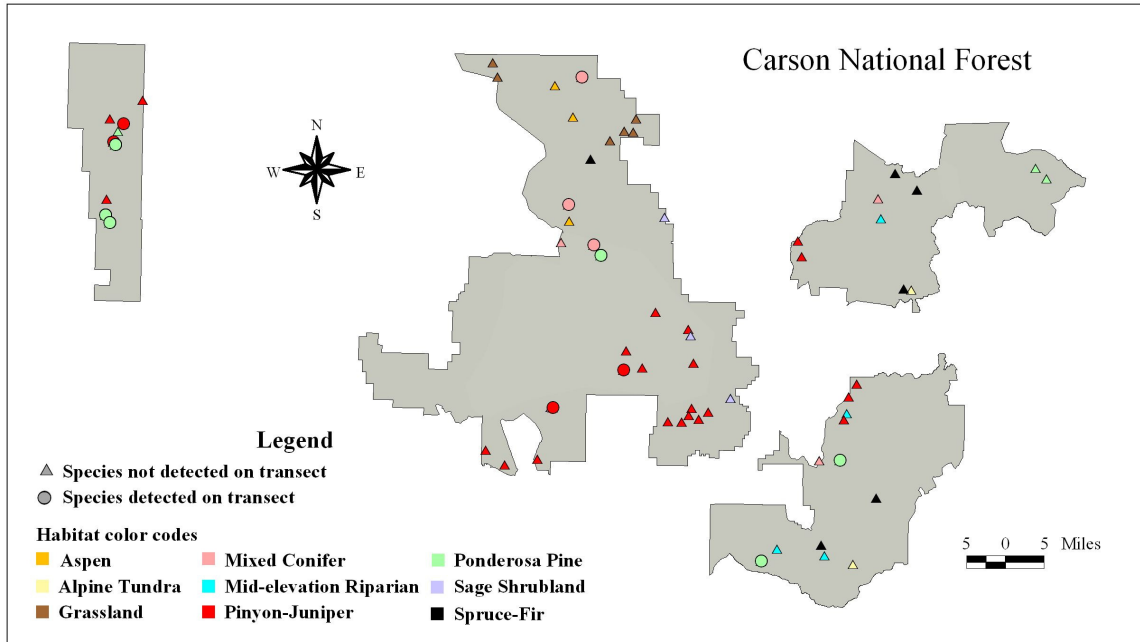 Carson National Forest
N
W E
S
Legend
Species not detected on transect
Species detected on transect
Habitat color codes
Aspen Mixed Conifer Ponderosa Pine
Alpine Tundra Mid-elevation Riparian Sage Shrubland
Grassland Pinyon-Juniper Spruce-Fir
5 0 5 Miles